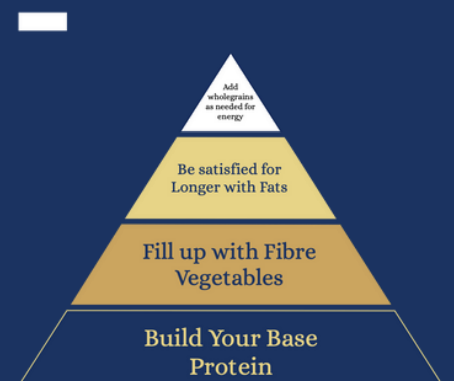 Add
wholegrains
as needed for
energy
Be satisfied for
Longer with Fats
Fill up with Fibre
Vegetables
Build Your Base
Protein